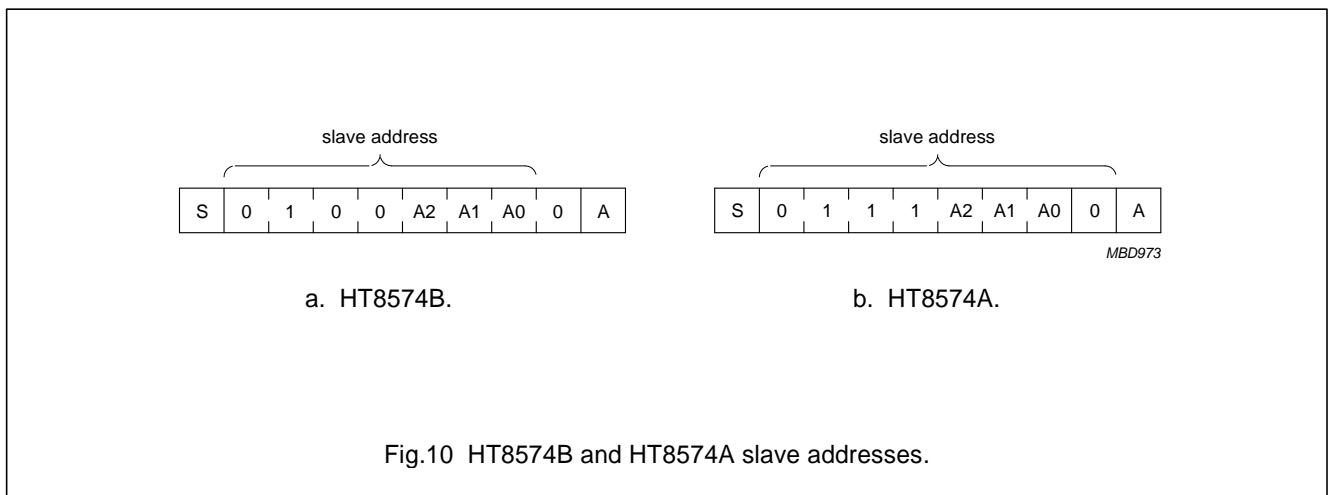 slave address
S 0 1 0 0 A2 A1 A0 0 A
a. HT8574B.
slave address
S 0 1 1 1 A2 A1 A0 0 A
MBD973
b. HT8574A.
Fig.10 HT8574B and HT8574A slave addresses.